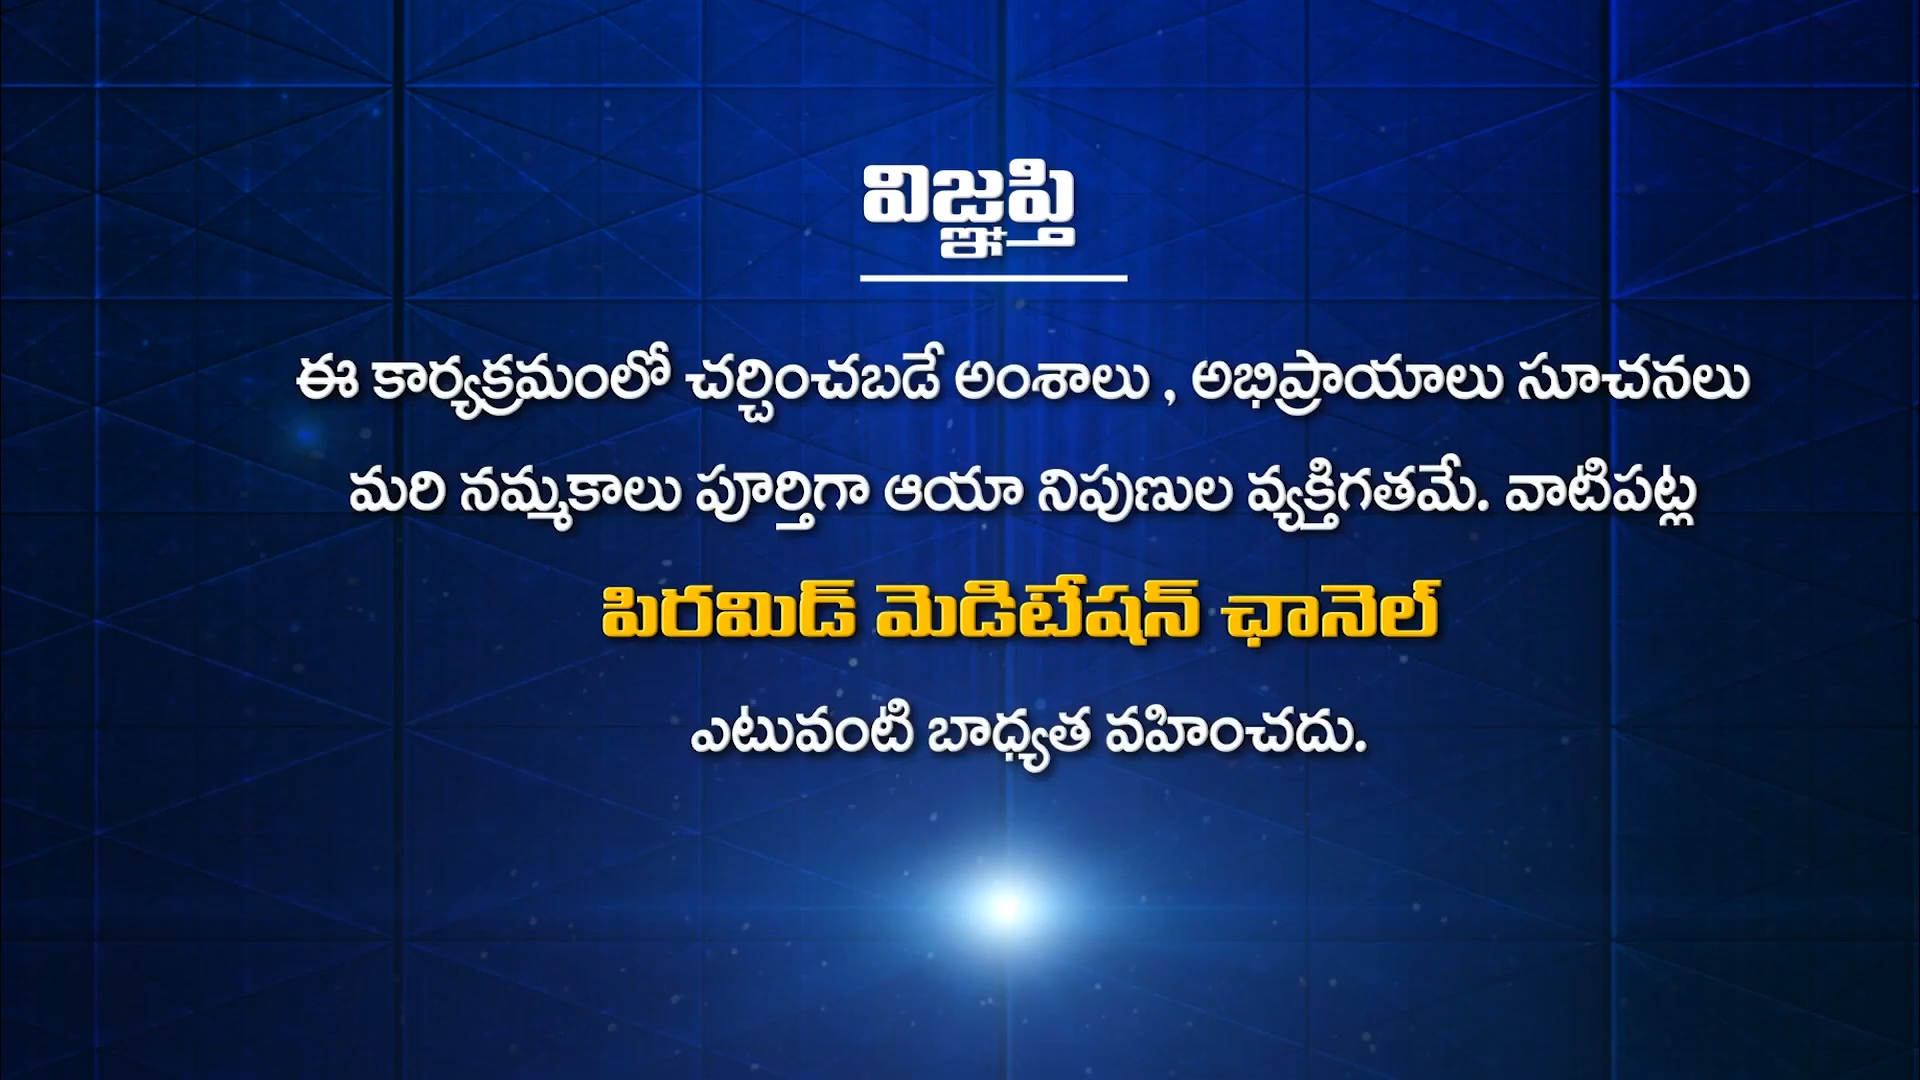 విజ్ఞప్తి
ఈ కార్యక్రమంలో చర్చించబడే అంశాలు , అభిప్రాయాలు సూచనలు
మరి నమ్మకాలు పూర్తిగా ఆయా నిపుణుల వ్యక్తిగతమే. వాటిపట్ల
పిరమిడ్ మెడిటేషన్ ఛానెల్
ఎటువంటి బాధ్యత వహించదు.